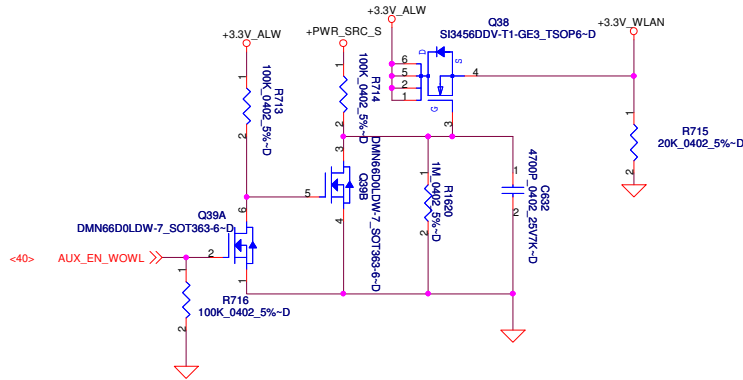 +3.3V_ALW
+PWR_SRC_S
+3.3V_ALW
Q38
SI3456DDV-T1-GE3_TSOP6~D
+3.3V_WLAN
D
S
G
6
5
2
1
4
3
1
R713
100K_0402_5%~D
2
1
R714
100K_0402_5%~D
2
1
R715
20K_0402_5%~D
2
3
5
4
Q39B
DMN66D0LDW-7_SOT363-6~D
1
R1620
1M_0402_5%~D
2
1
C632
4700P_0402_25V7K~D
2
6
Q39A
DMN66D0LDW-7_SOT363-6~D
2
1
<40>
AUX_EN_WOWL
1
R716
100K_0402_5%~D
2